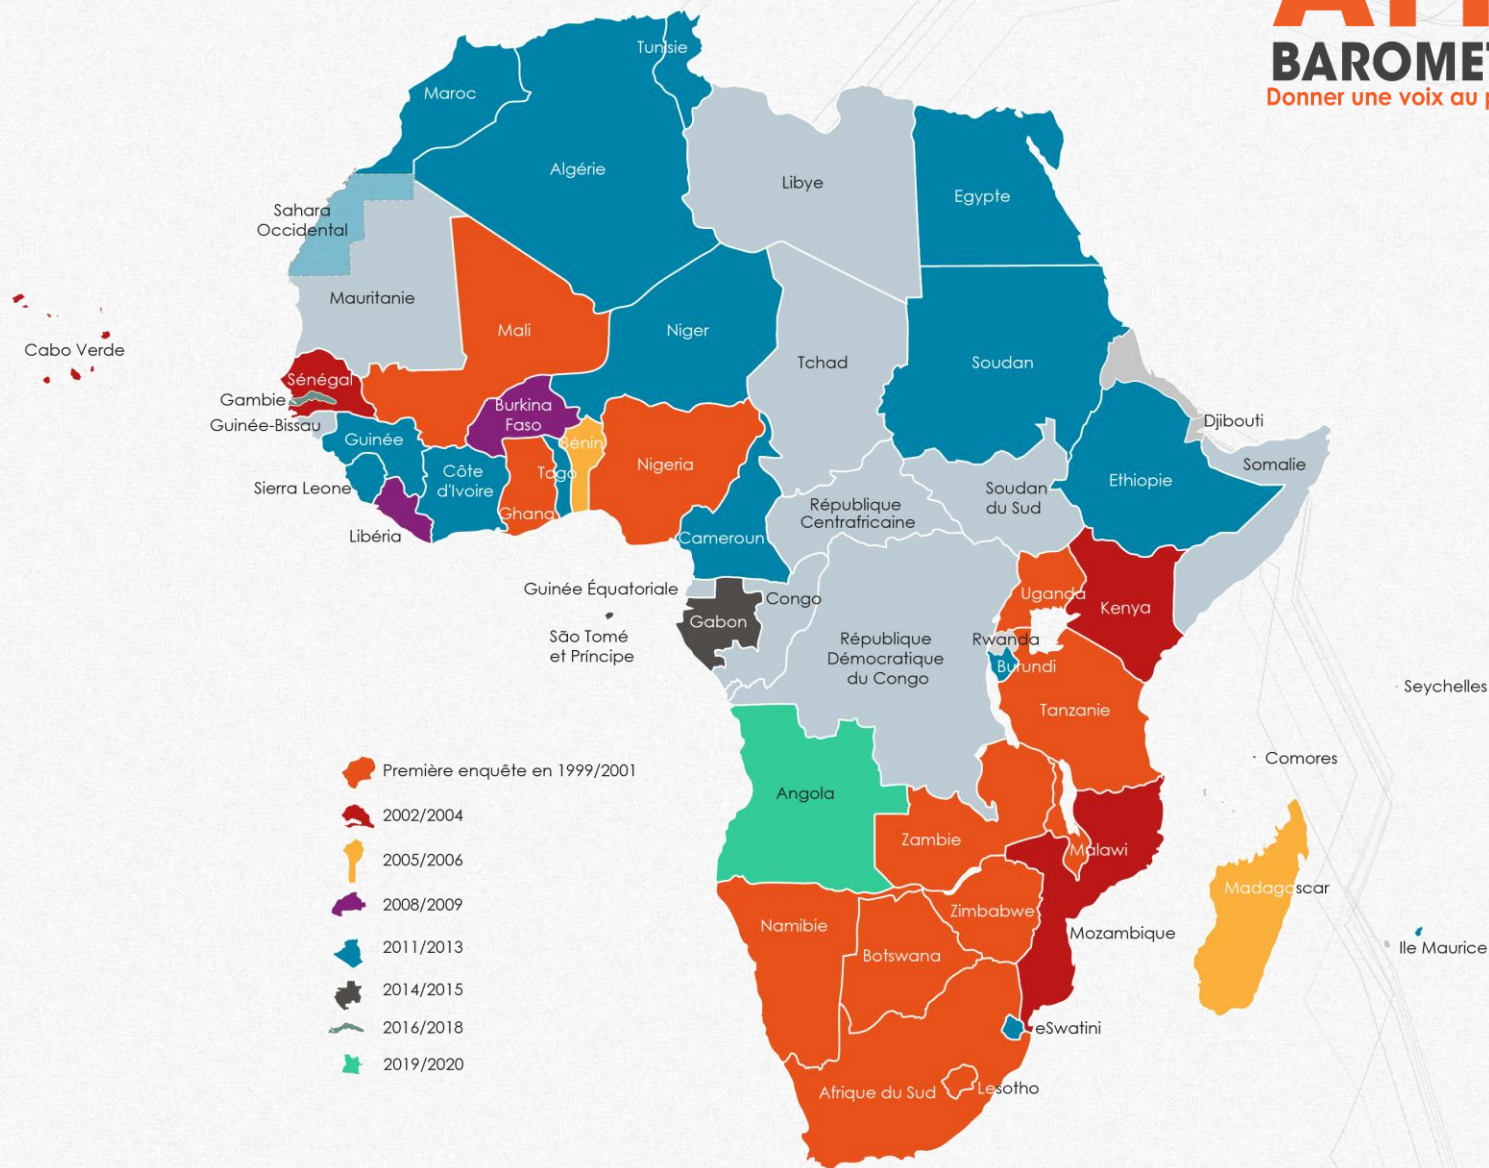 BAROME
Donner une voix au
Tunisie
Maroc
Algérie
Libye
Egypte
Sahara
Occidental
Mauritanie
Mali
Niger
Tchad
Soudan
Cabo Verde
Sénégal
Gambie
Guinée-Bissau
Burkina
Faso
Bénin
Djibouti
Guinée
Côte
d'Ivoire
Togo
Nigeria
Somalie
Sierra Leone
Ghana
Soudan
du Sud
Ethiopie
Libéria
République
Centrafricaine
Cameroun
Guinée Équatoriale
Congo
Gabon
Uganda
Kenya
São Tomé
et Príncipe
République
Démocratique
du Congo
Rwanda
Burundi
Seychelles
Tanzanie
Comores
Première enquête en 1999/2001
2002/2004
2005/2006
2008/2009
2011/2013
2014/2015
2016/2018
2019/2020
Angola
Zambie
Malawi
Madagascar
Namibie
Zimbabwe
Botswana
Mozambique
Ile Maurice
eSwatini
Afrique du Sud
Lesotho